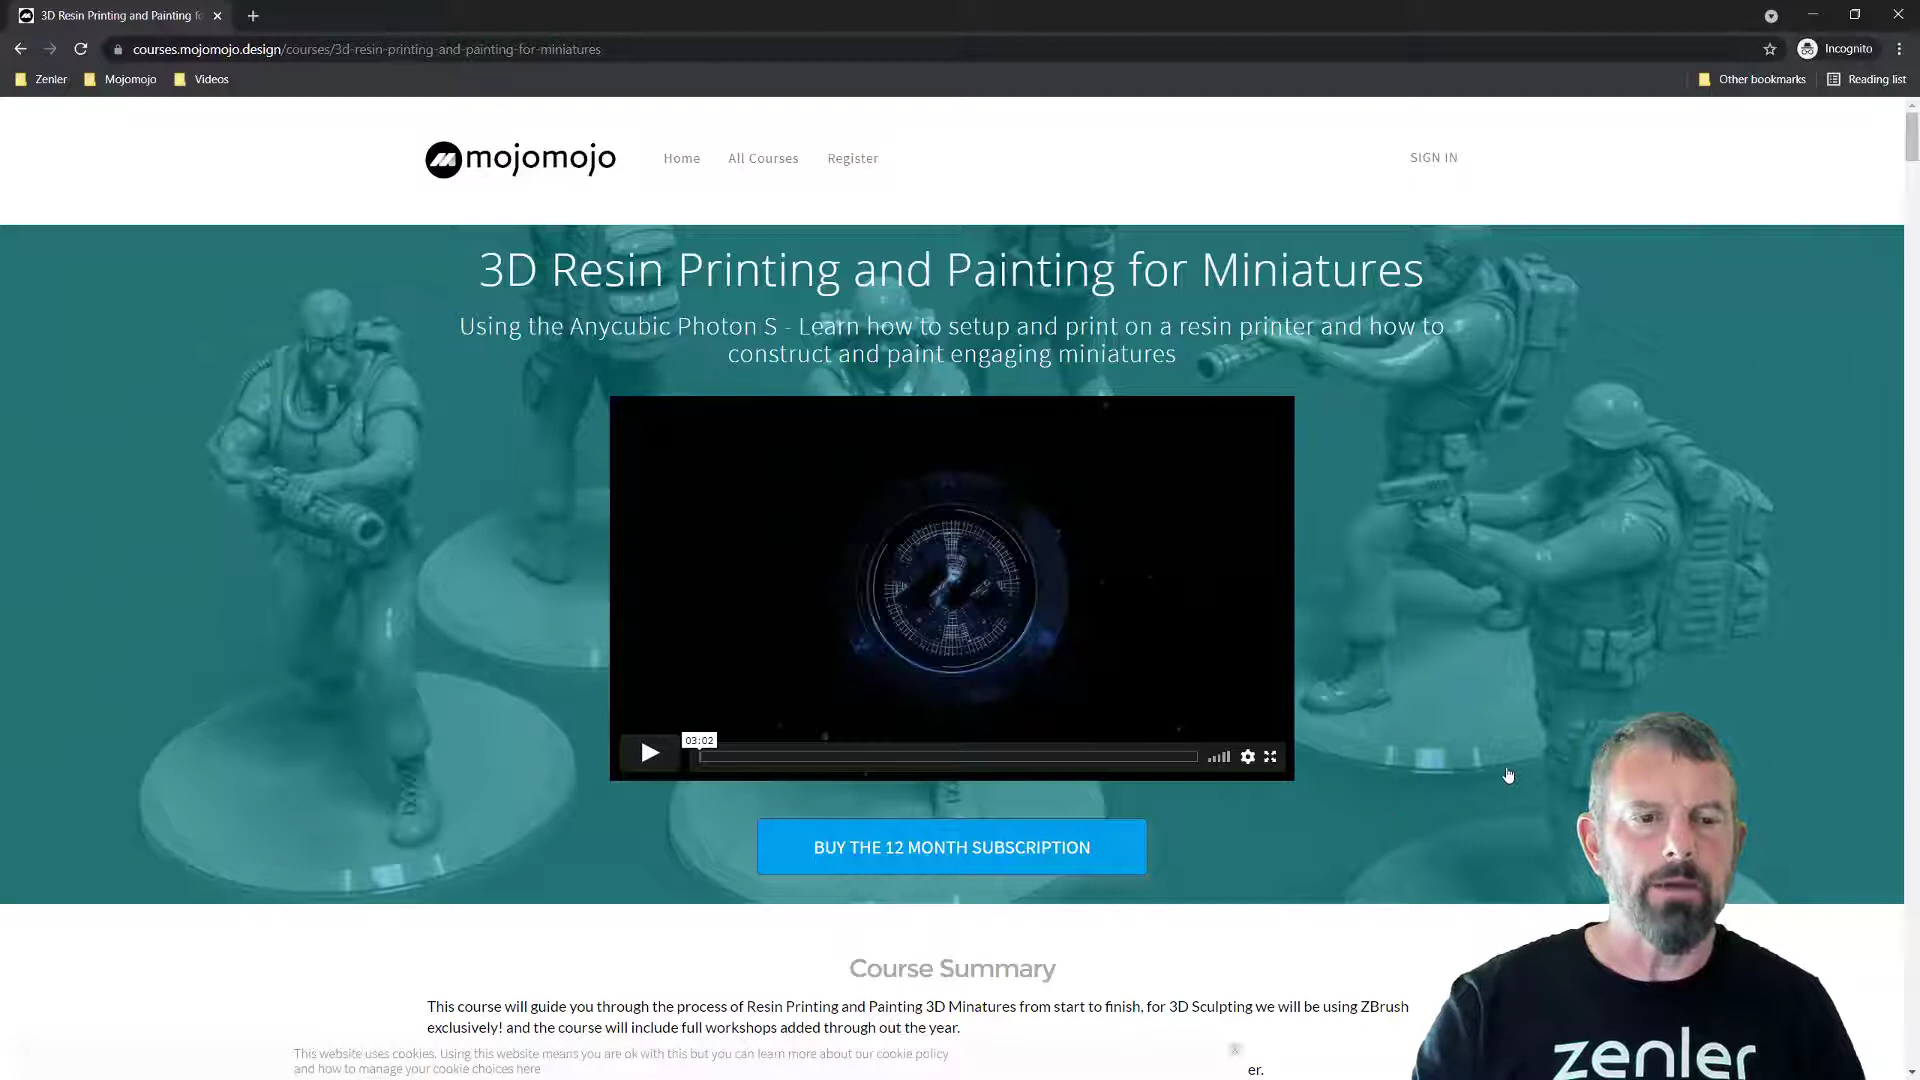 3D Resin Printing and Painting fo
courses.mojomojo.design/courses/3d-resin-printing-and-painting-for-miniatures
Incognito
Zenler
Mojomojo
Videos
Other bookmarks
Reading list
mojomojo
Home
All Courses
Register
SIGN IN
3D Resin Printing and Painting for Miniatures
Using the Anycubic Photon S - Learn how to setup and print on a resin printer and how to
construct and paint engaging miniatures
03:02
BUY THE 12 MONTH SUBSCRIPTION
Course Summary
This course will guide you through the process of Resin Printing and Painting 3D Minatures from start to finish, for 3D Sculpting we will be using ZBrush
exclusively! and the course will include full workshops added through out the year.
This website uses cookies. Using this website means you are ok with this but you can learn more about our cookie policy
and how to manage your cookie choices here
er.
zenler